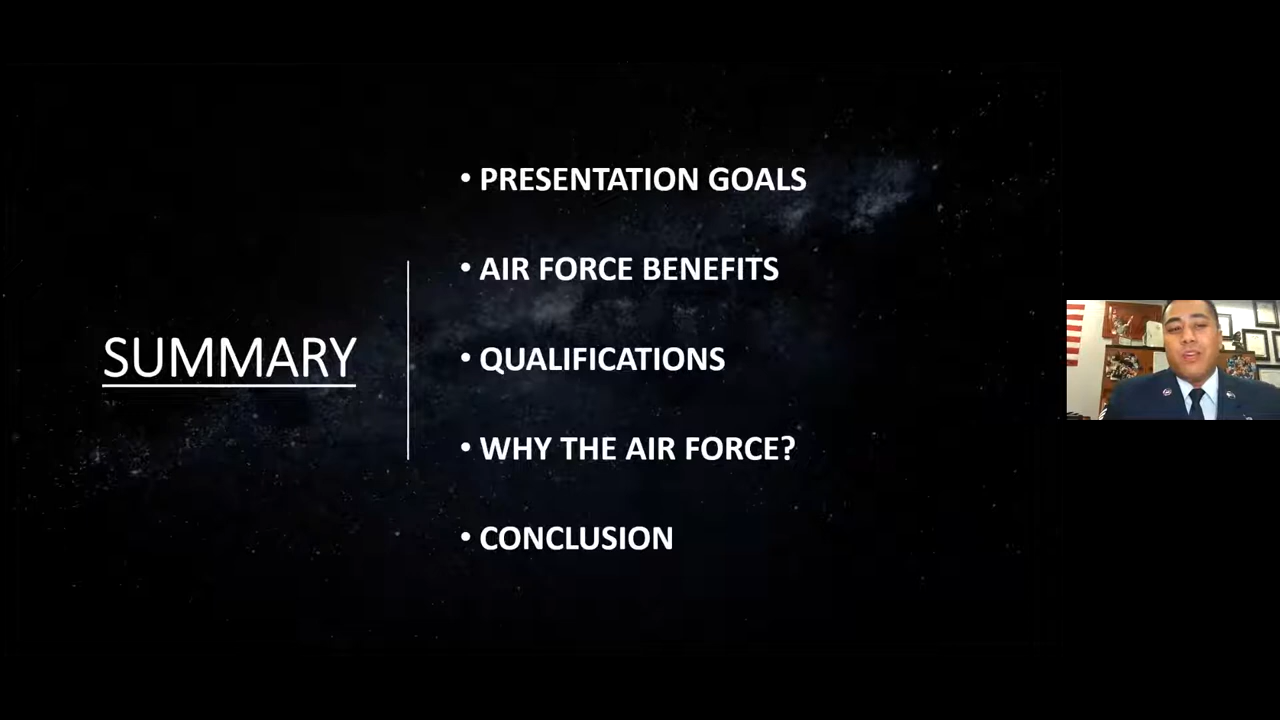 SUMMARY
• PRESENTATION GOALS
• AIR FORCE BENEFITS
• QUALIFICATIONS
• WHY THE AIR FORCE?
• CONCLUSION